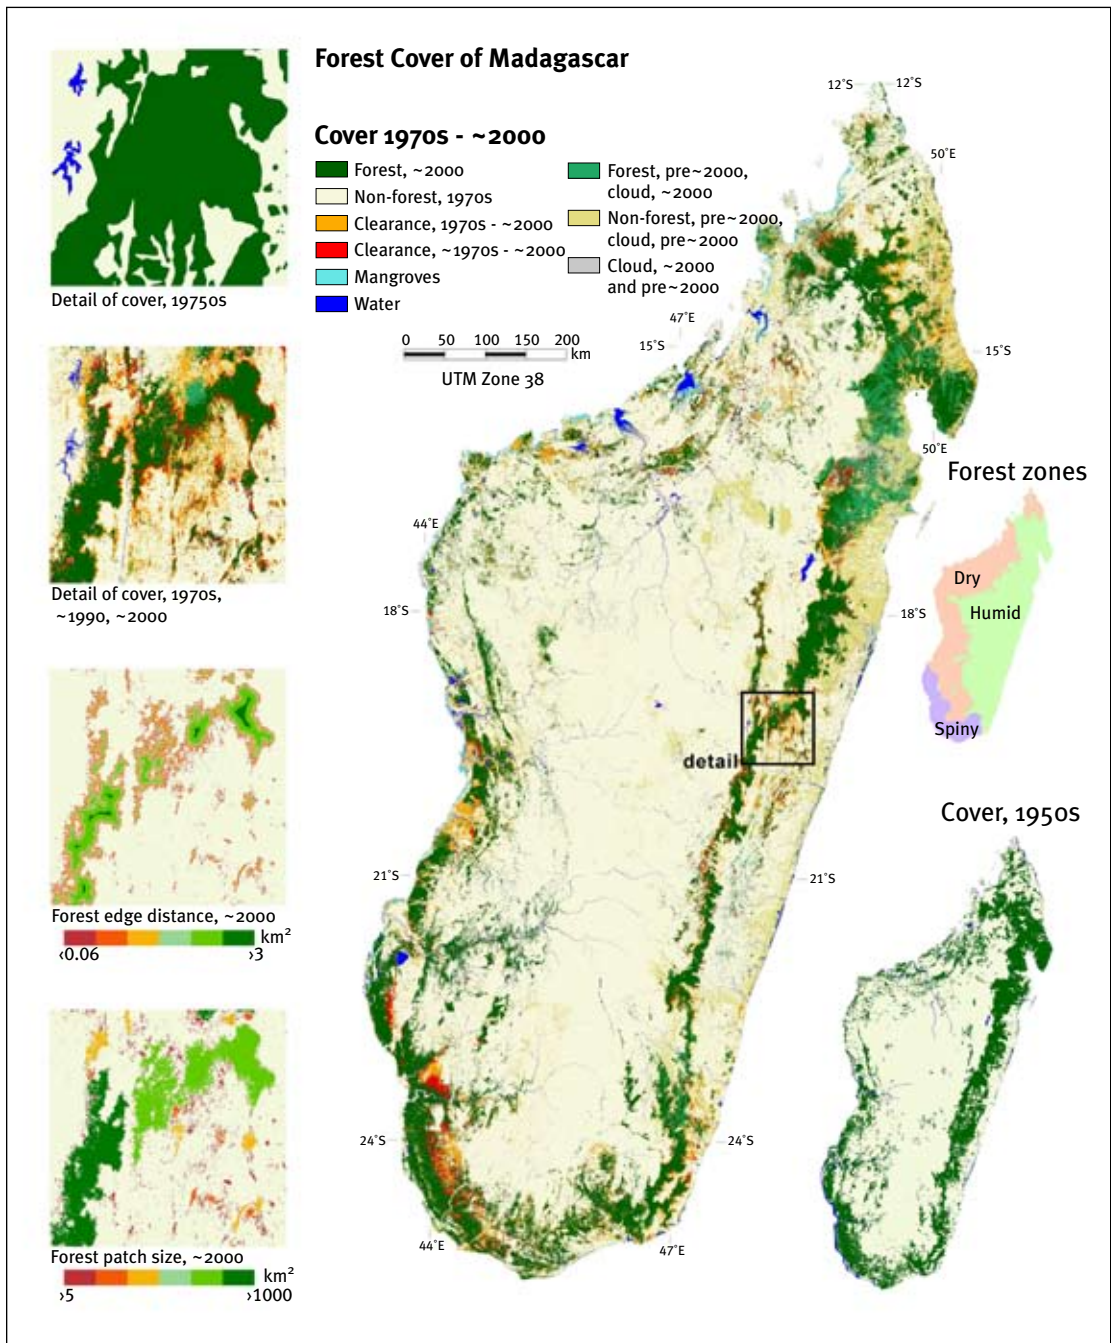 Forest Cover of Madagascar
Cover 1970s - ~2000
Forest, ~2000
Non-forest, 1970s
Clearance, 1970s - ~2000
Clearance, ~1970s - ~2000
Mangroves
Water
Forest, pre~2000,
cloud, ~2000
Non-forest, pre~2000,
cloud, pre~2000
Cloud, ~2000
and pre~2000
0 50 100 150 200
km
UTM Zone 38
Detail of cover, 19750s
Detail of cover, 1970s,
~1990, ~2000
Forest edge distance, ~2000
km²
›0.06 ›3
Forest patch size, ~2000
km²
›5 ›1000
12˚S 12˚S
50˚E
47˚E
15˚S 15˚S
50˚E
44˚E
18˚S 18˚S
detail
21˚S 21˚S
24˚S 24˚S
44˚E 47˚E
Forest zones
Dry
Humid
Spiny
Cover, 1950s